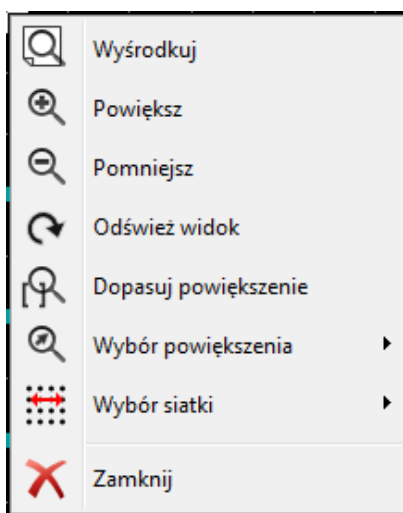 Wyśrodkuj
Powiększ
Pomniejsz
Odśwież widok
Dopasuj powiększenie
Wybór powiększenia
Wybór siatki
Zamknij